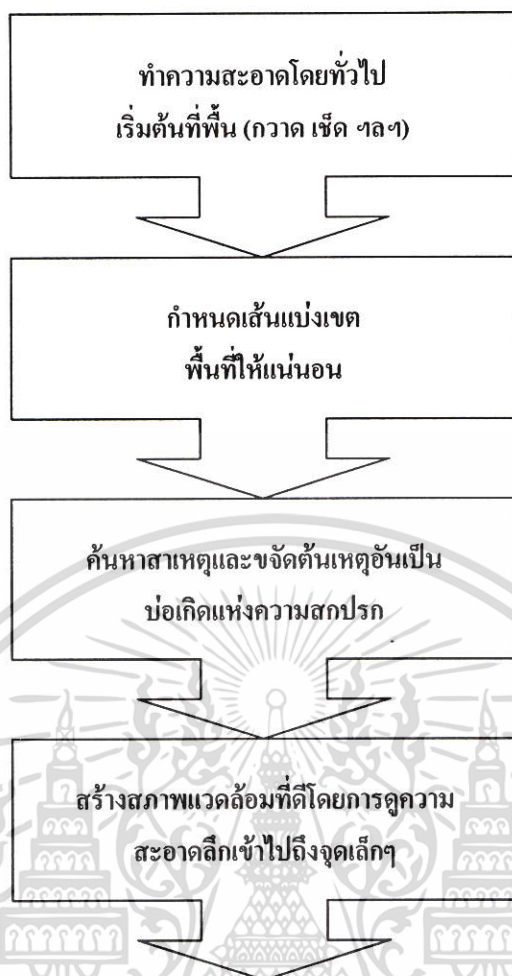 ทำความสะอาดโดยทั่วไป
เริ่มต้นที่พื้น (กวาด เช็ด ฯลฯ)
กำหนดเส้นแบ่งเขต
พื้นที่ให้แน่นอน
ค้นหาสาเหตุและขจัดต้นเหตุอันเป็น
บ่อเกิดแห่งความสกปรก
สร้างสภาพแวดล้อมที่ดีโดยการดูความ
สะอาดลึกเข้าไปถึงจุดเล็กๆ